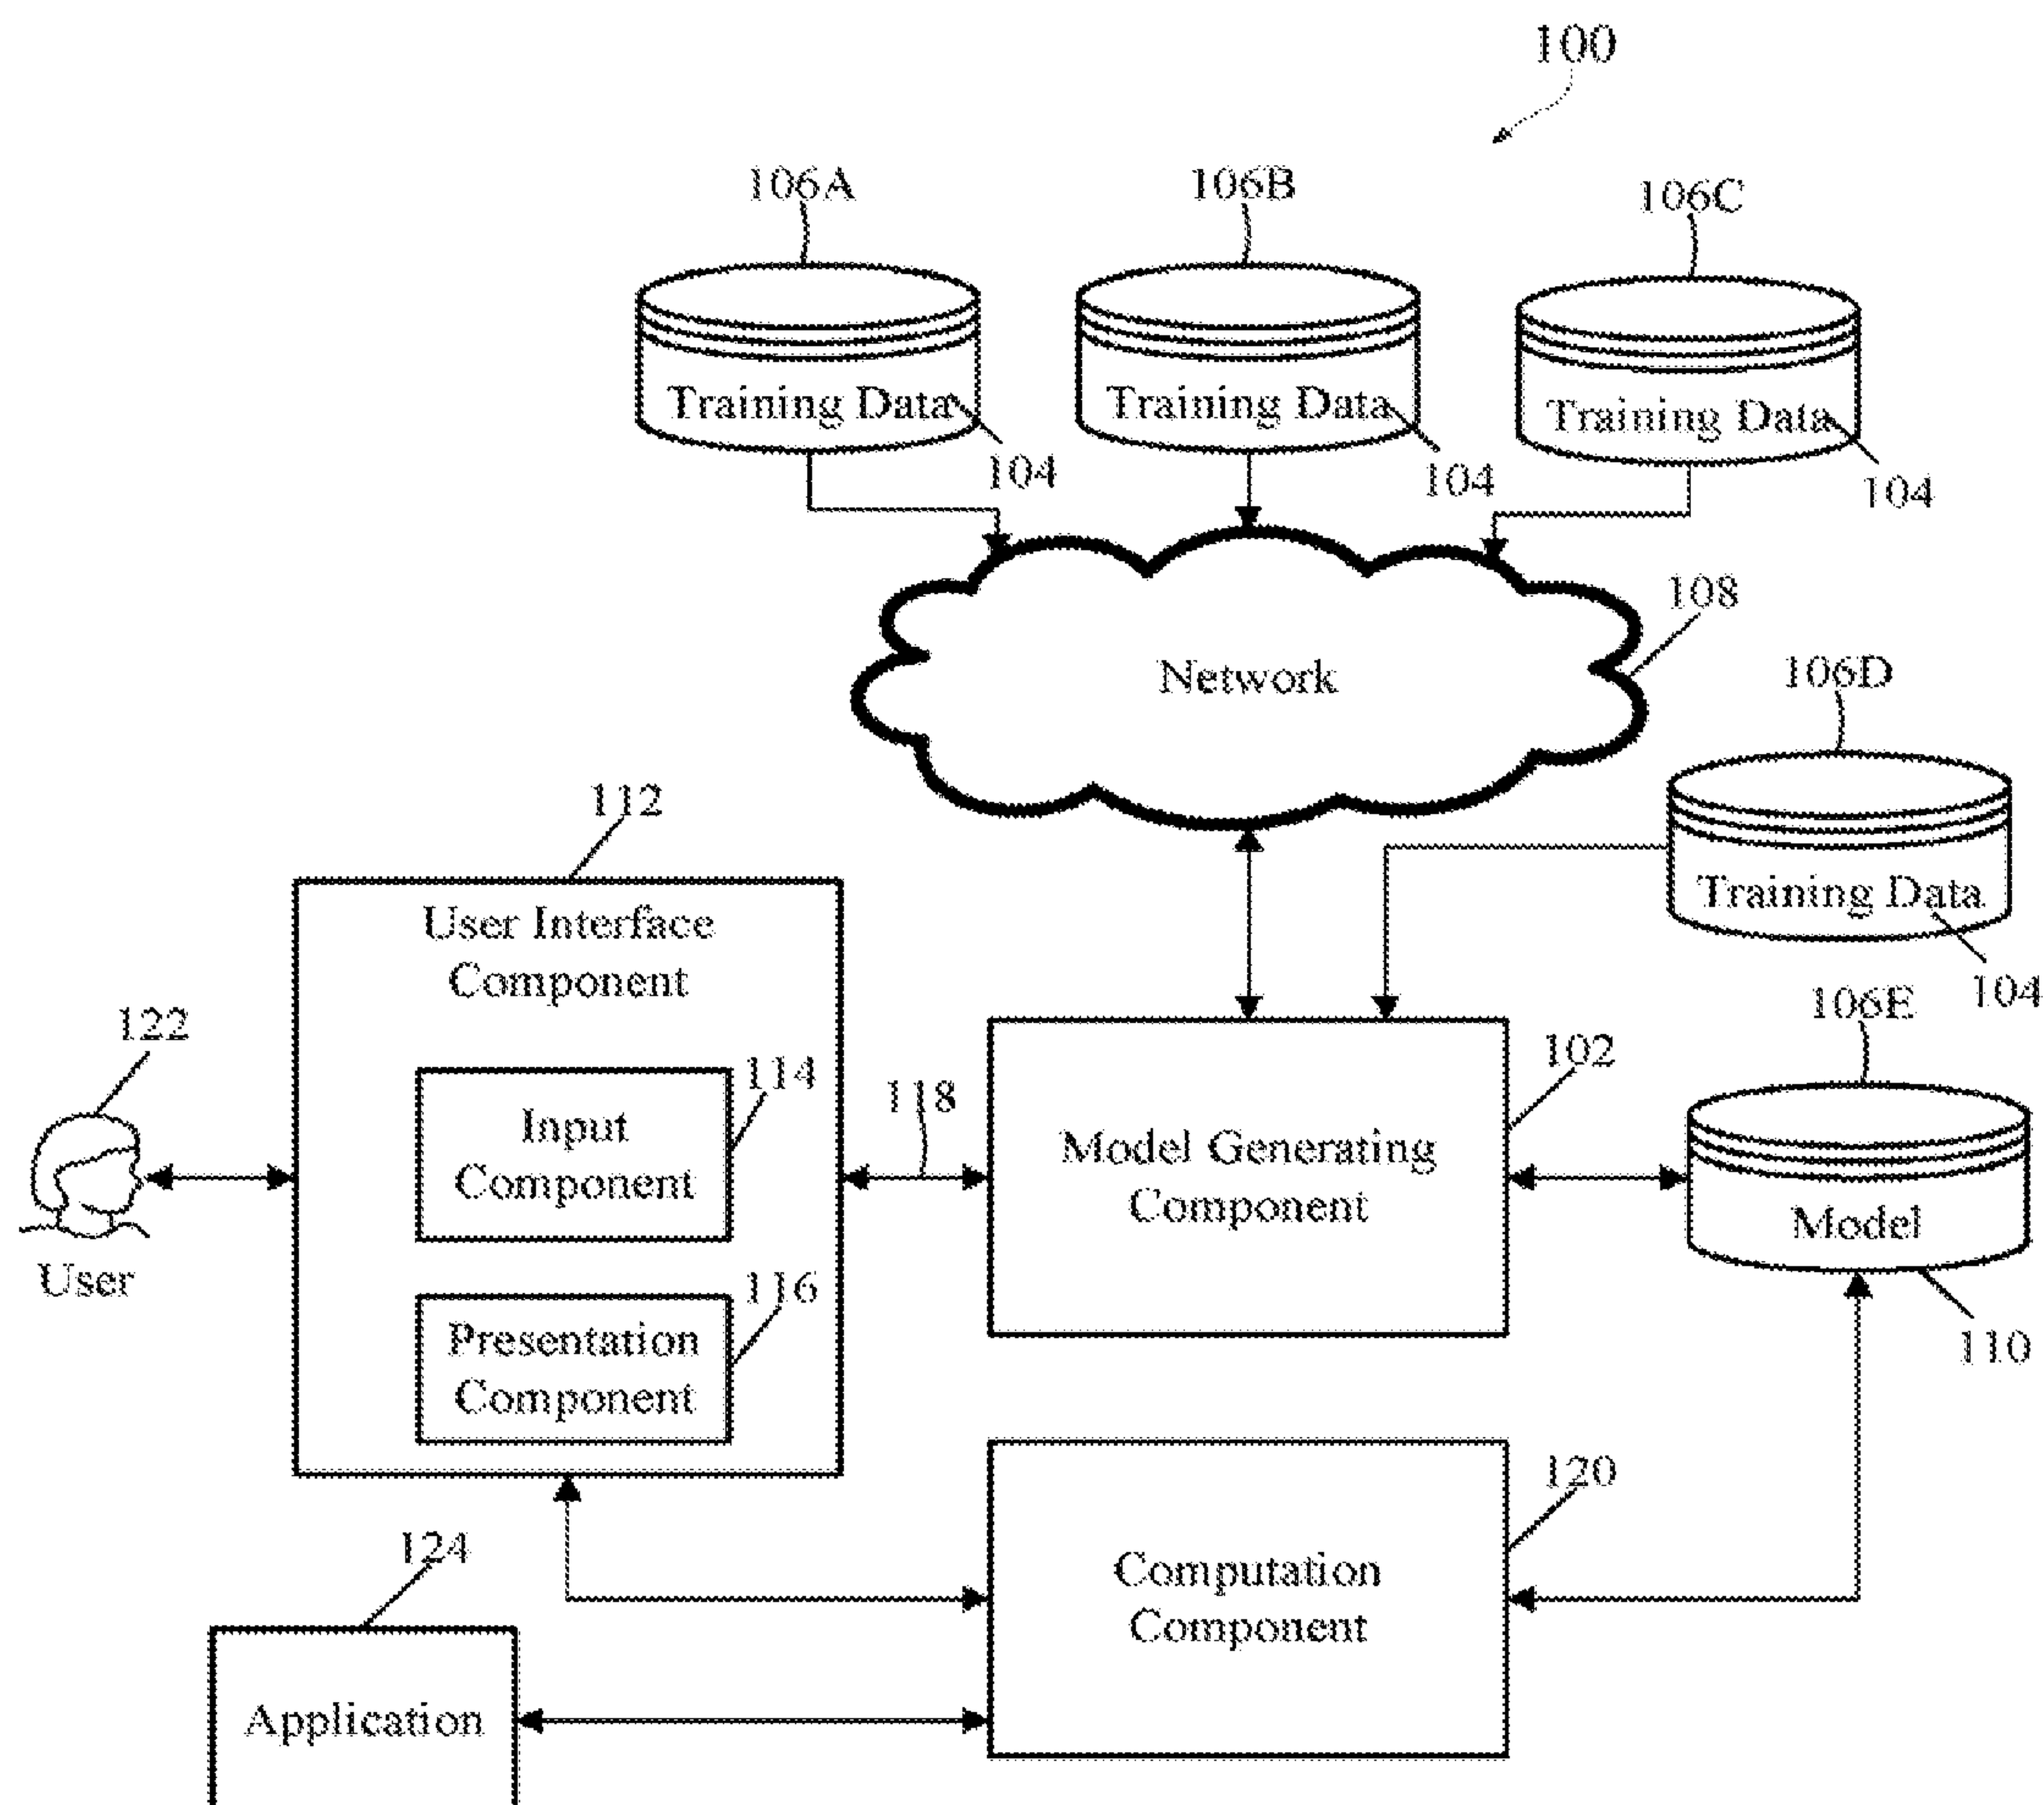 100
106A
106B
106C
Training Data
104
Training Data
104
Training Data
104
108
Network
106D
Training Data
104
112
User Interface
Component
122
User
114
Input
Component
116
Presentation
Component
118
102
Model Generating
Component
106E
Model
110
120
Computation
Component
124
Application